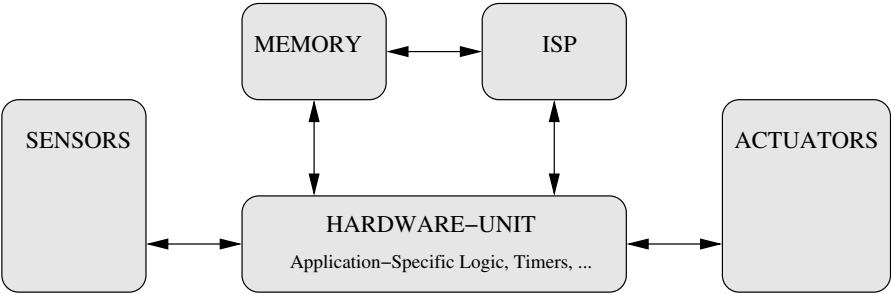 MEMORY
ISP
SENSORS
ACTUATORS
HARDWARE−UNIT
Application−Specific Logic, Timers, ...